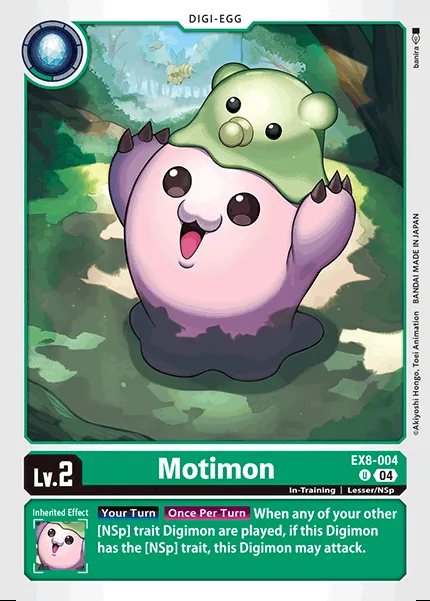 DIGI-EGG
banira
©Akiyoshi Hongo, Toei Animation BANDAI MADE IN JAPAN
Lv.2
Motimon
EX8-004
U 04
In-Training | Lesser/NSp
Inherited Effect
Your Turn Once Per Turn When any of your other
[NSp] trait Digimon are played, if this Digimon
has the [NSp] trait, this Digimon may attack.